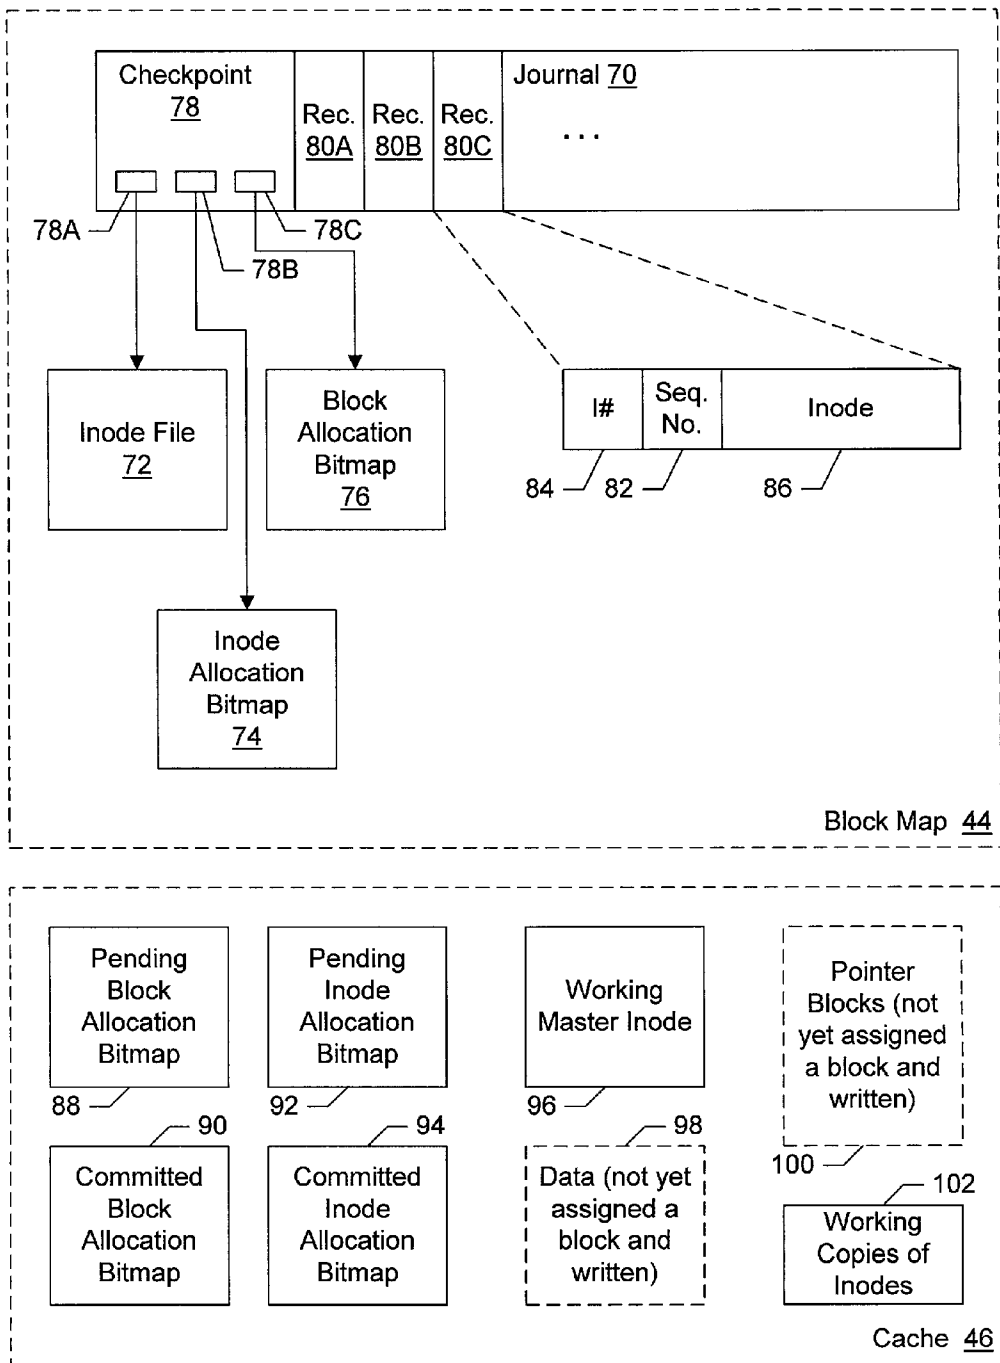 Checkpoint
78
Rec.
80A
Rec.
80B
Rec.
80C
Journal 70
...
78A
78B
78C
Inode File
72
Block
Allocation
Bitmap
76
Inode
Allocation
Bitmap
74
I#
Seq.
No.
Inode
84
82
86
Block Map 44
Pending
Block
Allocation
Bitmap
88
Pending
Inode
Allocation
Bitmap
92
Working
Master Inode
96
Pointer
Blocks (not
yet assigned
a block and
written)
100
90
Committed
Block
Allocation
Bitmap
94
Committed
Inode
Allocation
Bitmap
98
Data (not yet
assigned a
block and
written)
102
Working
Copies of
Inodes
Cache 46